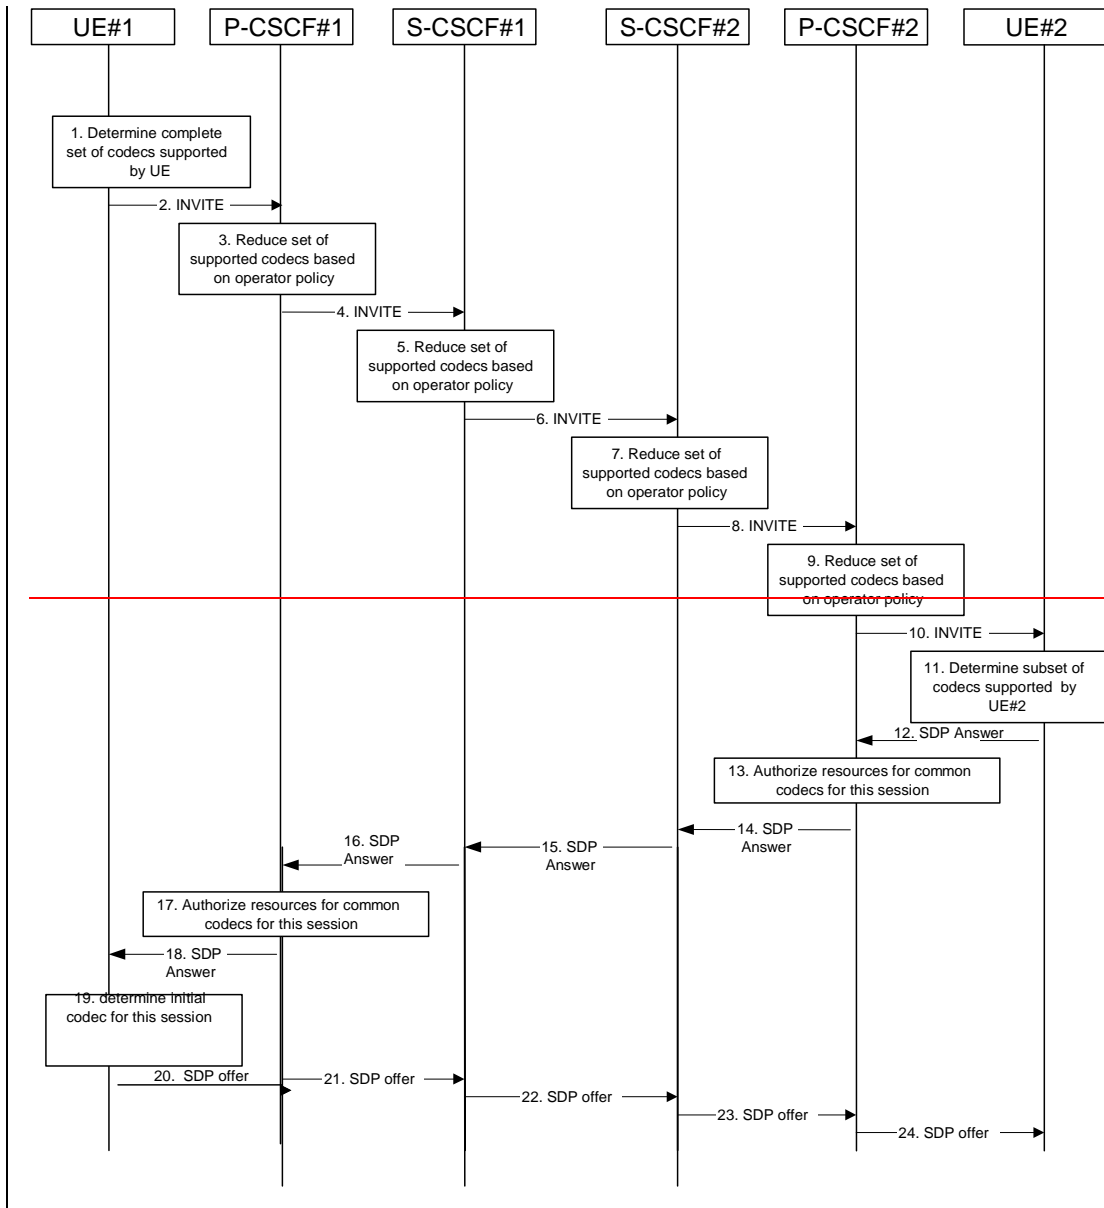 UE#1
P-CSCF#1
S-CSCF#1
S-CSCF#2
P-CSCF#2
UE#2
1. Determine complete
set of codecs supported
by UE
2. INVITE
3. Reduce set of
supported codecs based
on operator policy
4. INVITE
5. Reduce set of
supported codecs based
on operator policy
6. INVITE
7. Reduce set of
supported codecs based
on operator policy
8. INVITE
9. Reduce set of
supported codecs based
on operator policy
10. INVITE
11. Determine subset of
codecs supported by
UE#2
12. SDP Answer
13. Authorize resources for common
codecs for this session
14. SDP
Answer
15. SDP
Answer
16. SDP
Answer
17. Authorize resources for common
codecs for this session
18. SDP
Answer
19. determine initial
codec for this session
20. SDP offer
21. SDP offer
22. SDP offer
23. SDP offer
24. SDP offer